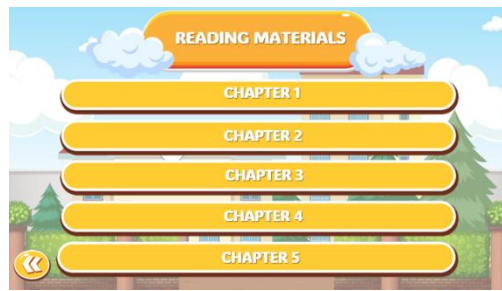 READING MATERIALS
CHAPTER 1
CHAPTER 2
CHAPTER 3
CHAPTER 4
CHAPTER 5